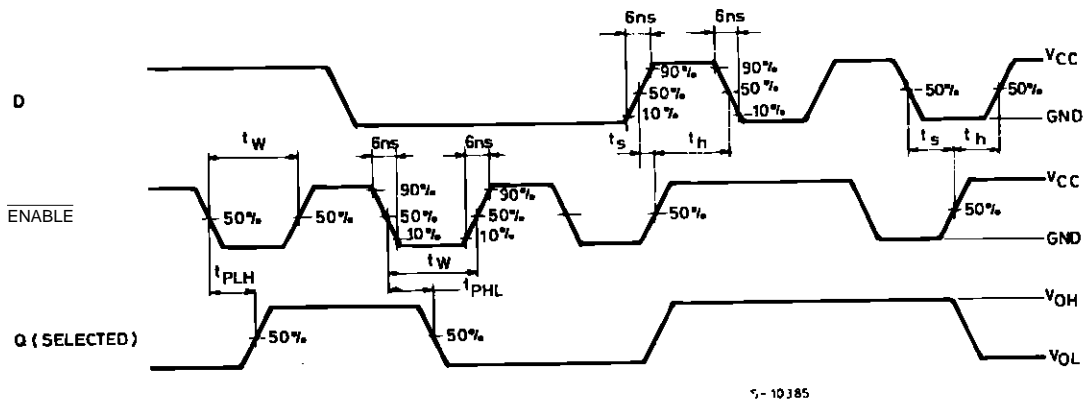 6ns 6ns
VCC
90% 90%
D 50% 50% 50% 50%
10% 10%
GND
ts th ts th
tW 6ns 6ns
VCC
90% 90%
ENABLE 50% 50% 50% 50% 50% 50%
10% 10%
GND
tPLH tW tPHL
VOH
Q (SELECTED) 50% 50%
VOL
S-10385